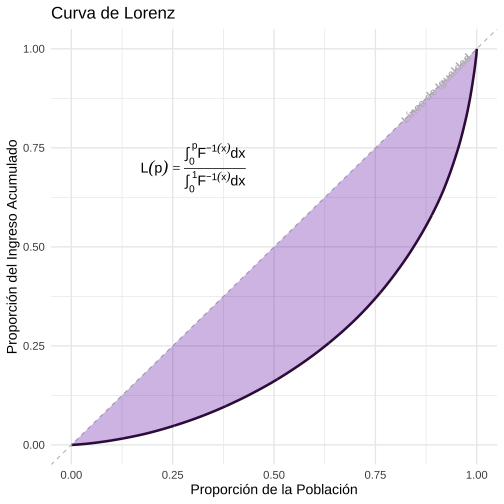 Curva de Lorenz
1.00
0.75
0.50
0.25
0.00
Proporción del Ingreso Acumulado
L(p) = ∫₀ᵖF⁻¹⁽ˣ⁾dx / ∫₀¹F⁻¹⁽ˣ⁾dx
0.00 0.25 0.50 0.75 1.00
Proporción de la Población